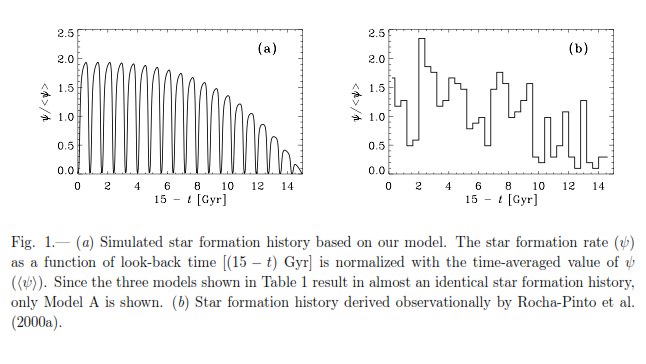 2.5
2.0
1.5
1.0
0.5
0.0
ψ/<ψ>
(a)
0 2 4 6 8 10 12 14
15 − t [Gyr]
2.5
2.0
1.5
1.0
0.5
0.0
ψ/<ψ>
(b)
0 2 4 6 8 10 12 14
15 − t [Gyr]
Fig. 1.— (a) Simulated star formation history based on our model. The star formation rate (ψ)
as a function of look-back time [(15 − t) Gyr] is normalized with the time-averaged value of ψ
(⟨ψ⟩). Since the three models shown in Table 1 result in almost an identical star formation history,
only Model A is shown. (b) Star formation history derived observationally by Rocha-Pinto et al.
(2000a).